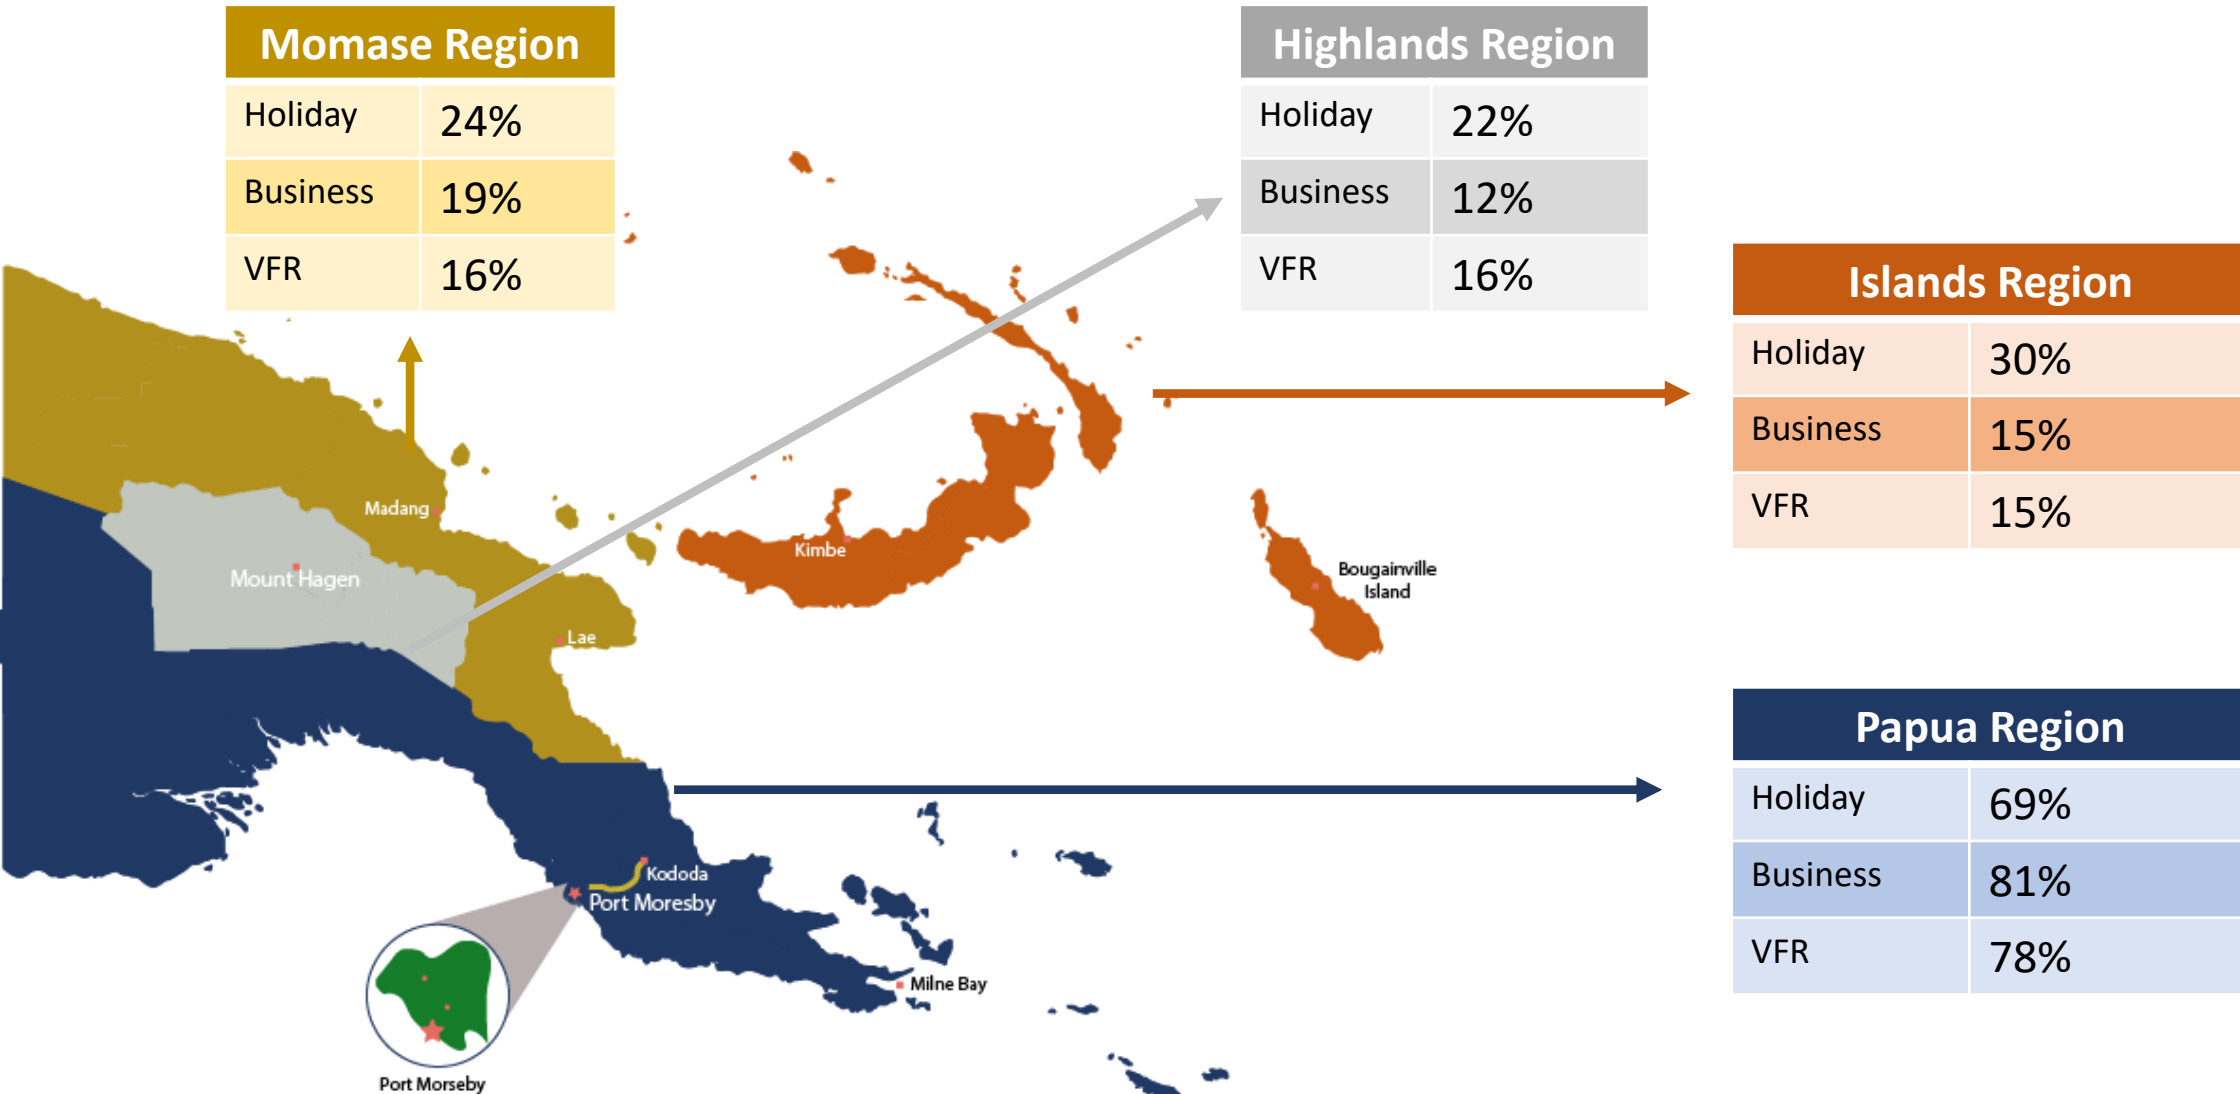 Momase Region
Holiday 24%
Business 19%
VFR 16%
Highlands Region
Holiday 22%
Business 12%
VFR 16%
Islands Region
Holiday 30%
Business 15%
VFR 15%
Papua Region
Holiday 69%
Business 81%
VFR 78%
Madang
Mount Hagen
Lae
Kimbe
Bougainville
Island
Kododa
Port Moresby
Milne Bay
Port Morseby